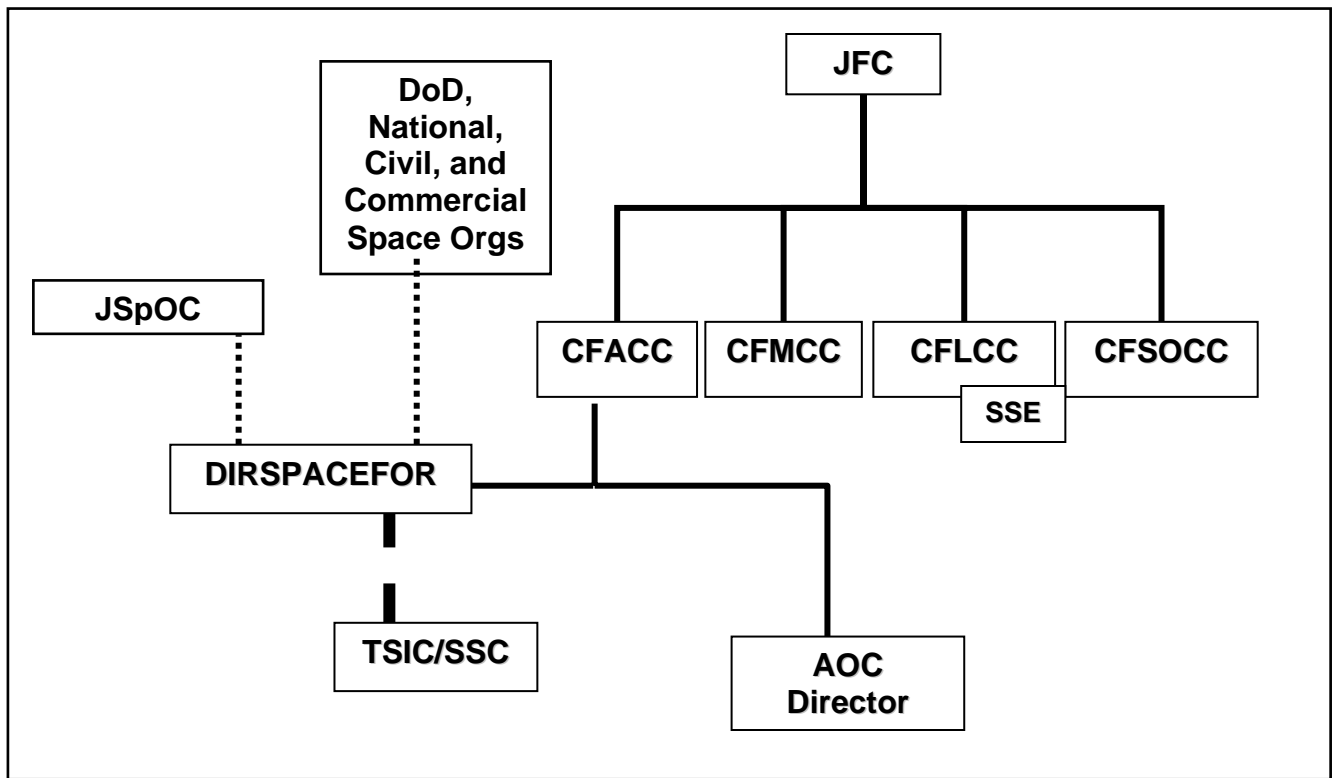 JFC
DoD,
National,
Civil, and
Commercial
Space Orgs
JSpOC
CFACC
CFMCC
CFLCC
CFSOCC
SSE
DIRSPACEFOR
TSIC/SSC
AOC
Director